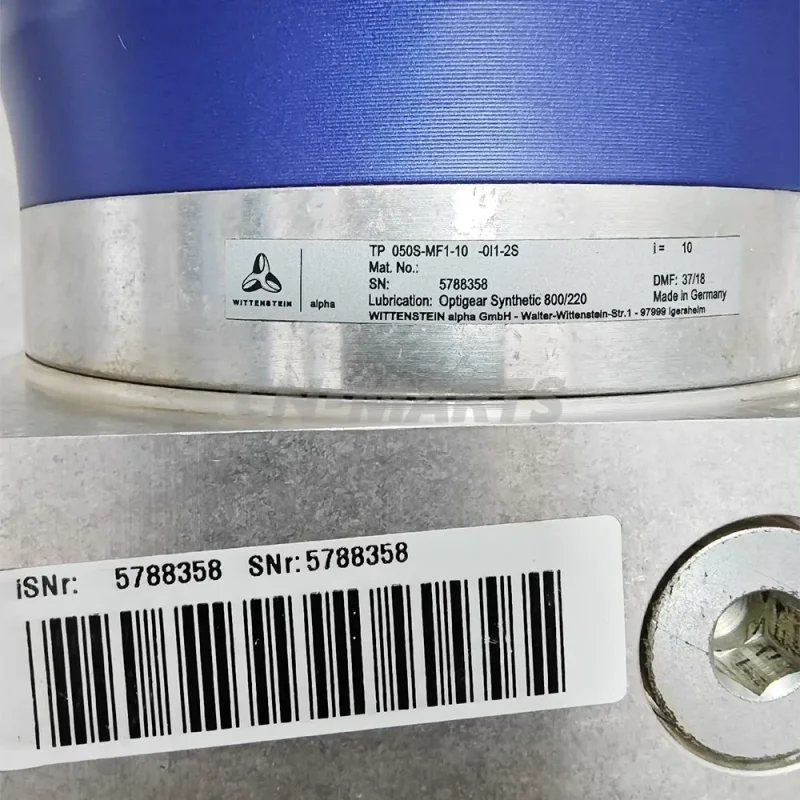 TP 050S-MF1-10 -0I1-2S i= 10
Mat. No.:
SN: 5788358 DMF: 37/18
Lubrication: Optigear Synthetic 800/220 Made in Germany
WITTENSTEIN alpha GmbH - Walter-Wittenstein-Str.1 - 97999 Igersheim
WITTENSTEIN alpha
CNCMARTS
iSNr: 5788358 SNr:5788358